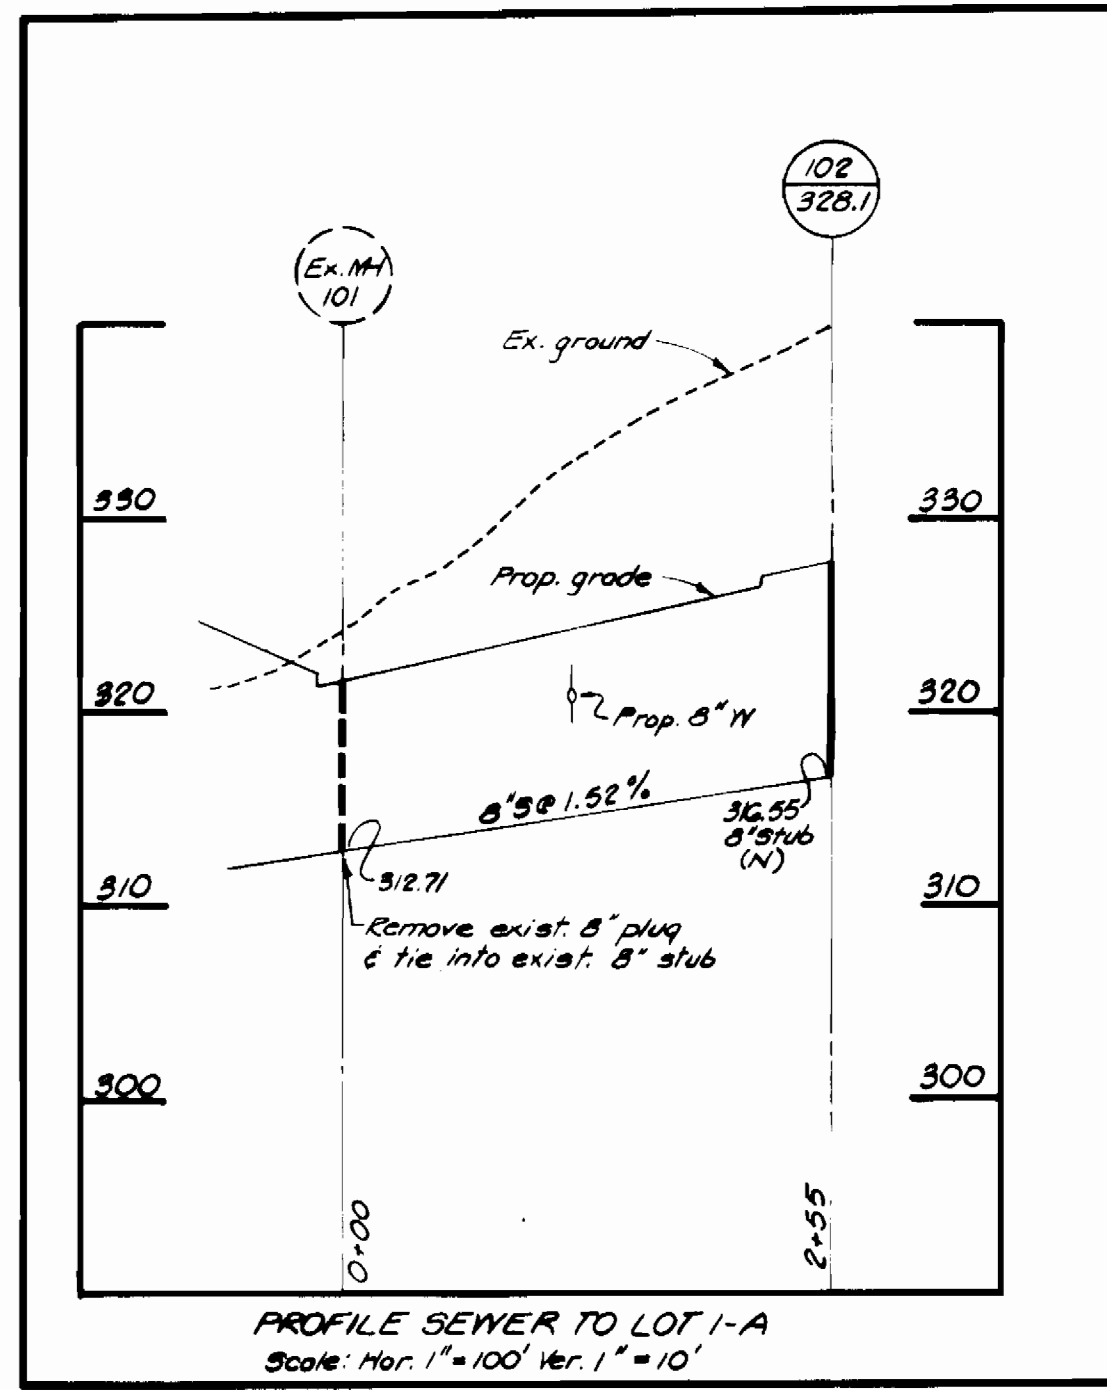 102
328.1
Ex. MH
101
Ex. ground
330
330
Prop. grade
320
320
Prop. 8" W
8" S @ 1.52 %
316.55
8" Stub
(N)
312.71
310
310
Remove exist. 8" plug
& tie into exist. 8" stub
300
300
0+00
2+55
PROFILE SEWER TO LOT 1-A
Scale: Hor. 1" = 100' Ver. 1" = 10'